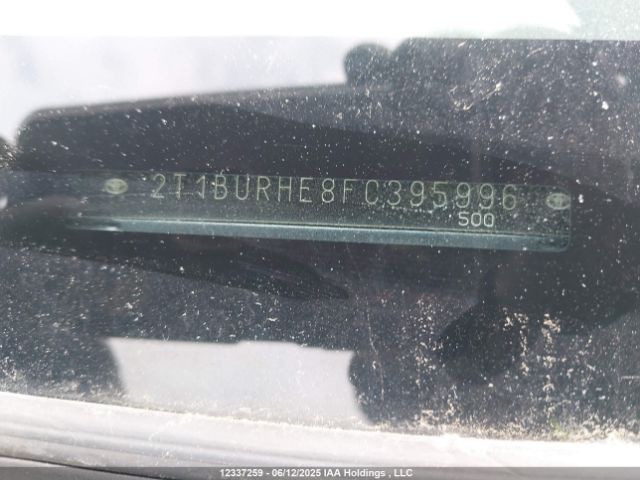 2T1BURHE8FC395996
500
12337259 - 06/12/2025 IAA Holdings , LLC